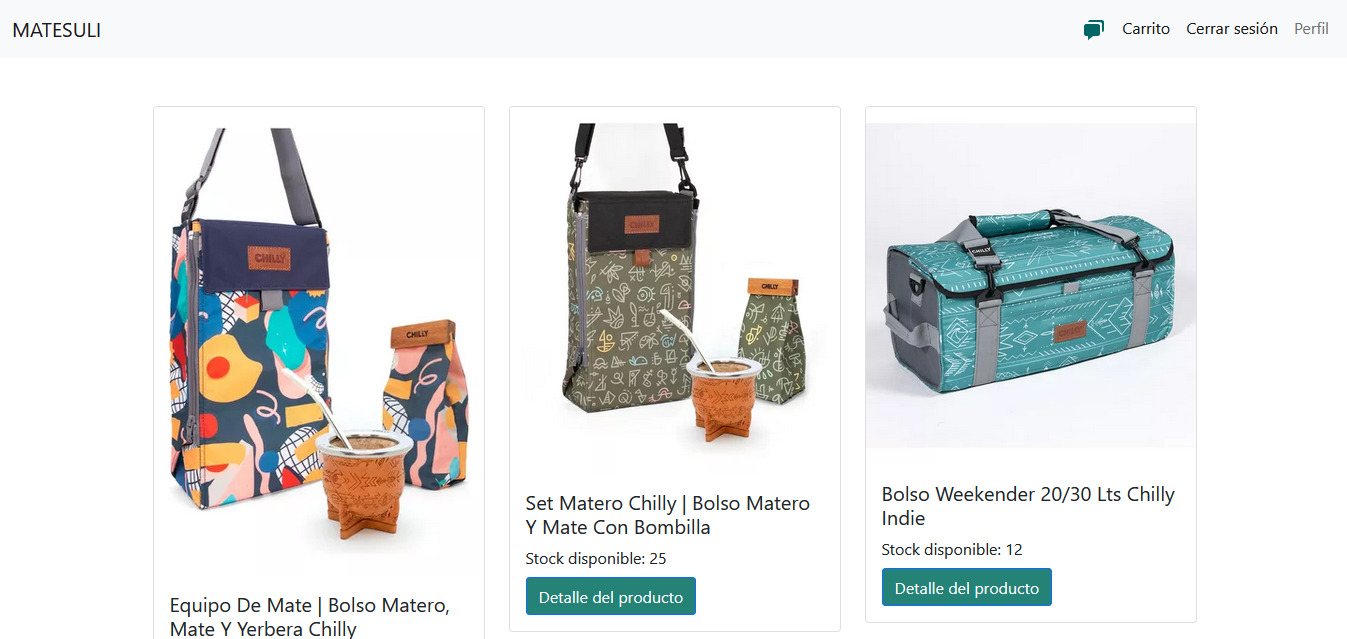 MATESULI
Carrito
Cerrar sesión
Perfil
CHILLY
CHILLY
Equipo De Mate | Bolso Matero,
Mate Y Yerbera Chilly
CHILLY
CHILLY
Set Matero Chilly | Bolso Matero
Y Mate Con Bombilla
Stock disponible: 25
Detalle del producto
CHILLY
CHILLY
Bolso Weekender 20/30 Lts Chilly
Indie
Stock disponible: 12
Detalle del producto